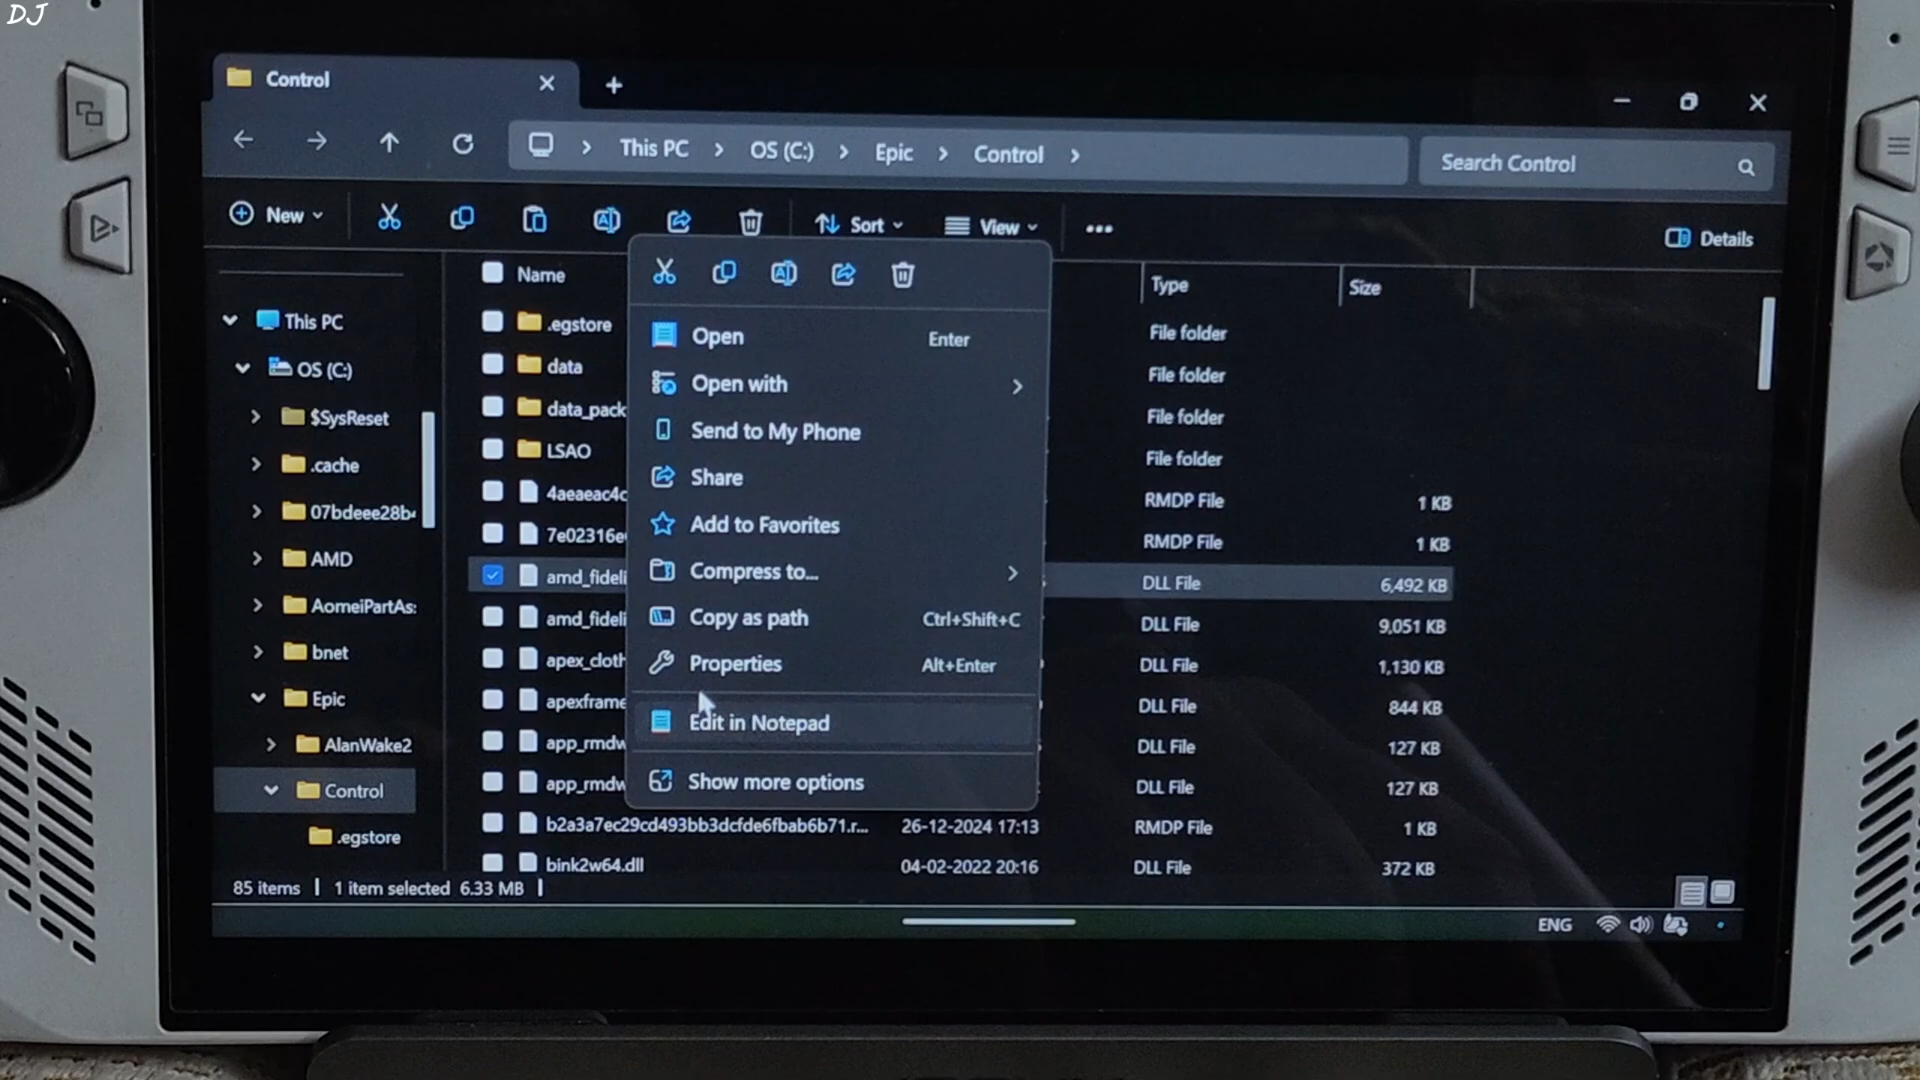 DJ
Control
This PC > OS (C:) > Epic > Control >
Search Control
New
Sort
View
Details
Name
Type
Size
This PC
OS (C:)
$SysReset
.cache
07bdeee28b4
AMD
AomeiPartAs
bnet
Epic
AlanWake2
Control
.egstore
.egstore
File folder
data
File folder
data_pack
File folder
LSAO
File folder
4aeaeac4c
RMDP File
1 KB
7e02316e
RMDP File
1 KB
amd_fideli
DLL File
6,492 KB
amd_fideli
DLL File
9,051 KB
apex_cloth
DLL File
1,130 KB
apexframe
DLL File
844 KB
app_rmdw
DLL File
127 KB
app_rmdw
DLL File
127 KB
b2a3a7ec29cd493bb3dcfde6fbab6b71.r...
26-12-2024 17:13
RMDP File
1 KB
bink2w64.dll
04-02-2022 20:16
DLL File
372 KB
Open Enter
Open with
Send to My Phone
Share
Add to Favorites
Compress to...
Copy as path Ctrl+Shift+C
Properties Alt+Enter
Edit in Notepad
Show more options
85 items
1 item selected 6.33 MB
ENG